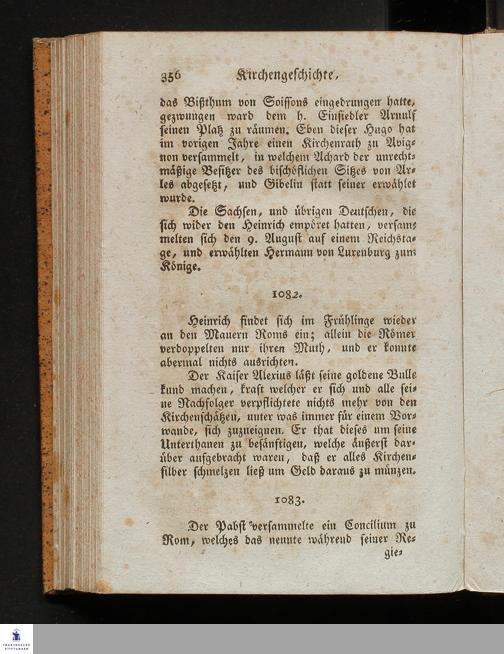 356 Kirchengeschichte,
das Bißthum von Soissons eingedrungen hatte,
gezwungen ward dem h. Einsiedler Arnulf
seinen Platz zu räumen. Eben dieser Hugo hat
im vorigen Jahre einen Kirchenrath zu Avig-
non versammelt, in welchem Achard der unrecht-
mäßige Besitzer des bischöflichen Sitzes von Ar-
les abgesetzt, und Gibelin statt seiner erwählet
wurde.
Die Sachsen, und übrigen Deutschen, die
sich wider den Heinrich empöret hatten, versam-
melten sich den 9. August auf einem Reichsta-
ge, und erwählten Hermann von Luxenburg zum
Könige.
1082.
Heinrich findet sich im Frühlinge wieder
an den Mauern Roms ein; allein die Römer
verdoppelten nur ihren Muth, und er konnte
abermal nichts ausrichten.
Der Kaiser Alexius läßt seine goldene Bulle
kund machen, kraft welcher er sich und alle sei-
ne Nachfolger verpflichtete nichts mehr von den
Kirchenschätzen, unter was immer für einem Vor-
wande, sich zuzueignen. Er that dieses um seine
Unterthanen zu besänftigen, welche äußerst dar-
über aufgebracht waren, daß er alles Kirchen-
silber schmelzen ließ um Geld daraus zu münzen.
1083.
Der Pabst versammelte ein Concilium zu
Rom, welches das neunte während seiner Re-
gie-
FRANCKESCHE
STIFTUNGEN